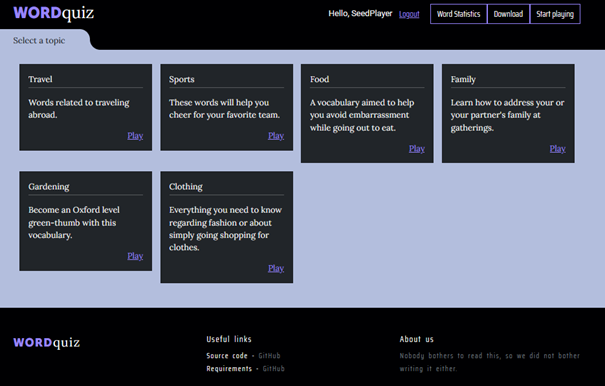 WORDquiz
Hello, SeedPlayer Logout Word Statistics Download Start playing
Select a topic
Travel
Words related to traveling
abroad.
Play
Sports
These words will help you
cheer for your favorite team.
Play
Food
A vocabulary aimed to help
you avoid embarrassment
while going out to eat.
Play
Family
Learn how to address your or
your partner's family at
gatherings.
Play
Gardening
Become an Oxford level
green-thumb with this
vocabulary.
Play
Clothing
Everything you need to know
regarding fashion or about
simply going shopping for
clothes.
Play
WORDquiz
Useful links
Source code - GitHub
Requirements - GitHub
About us
Nobody bothers to read this, so we did not bother
writing it either.